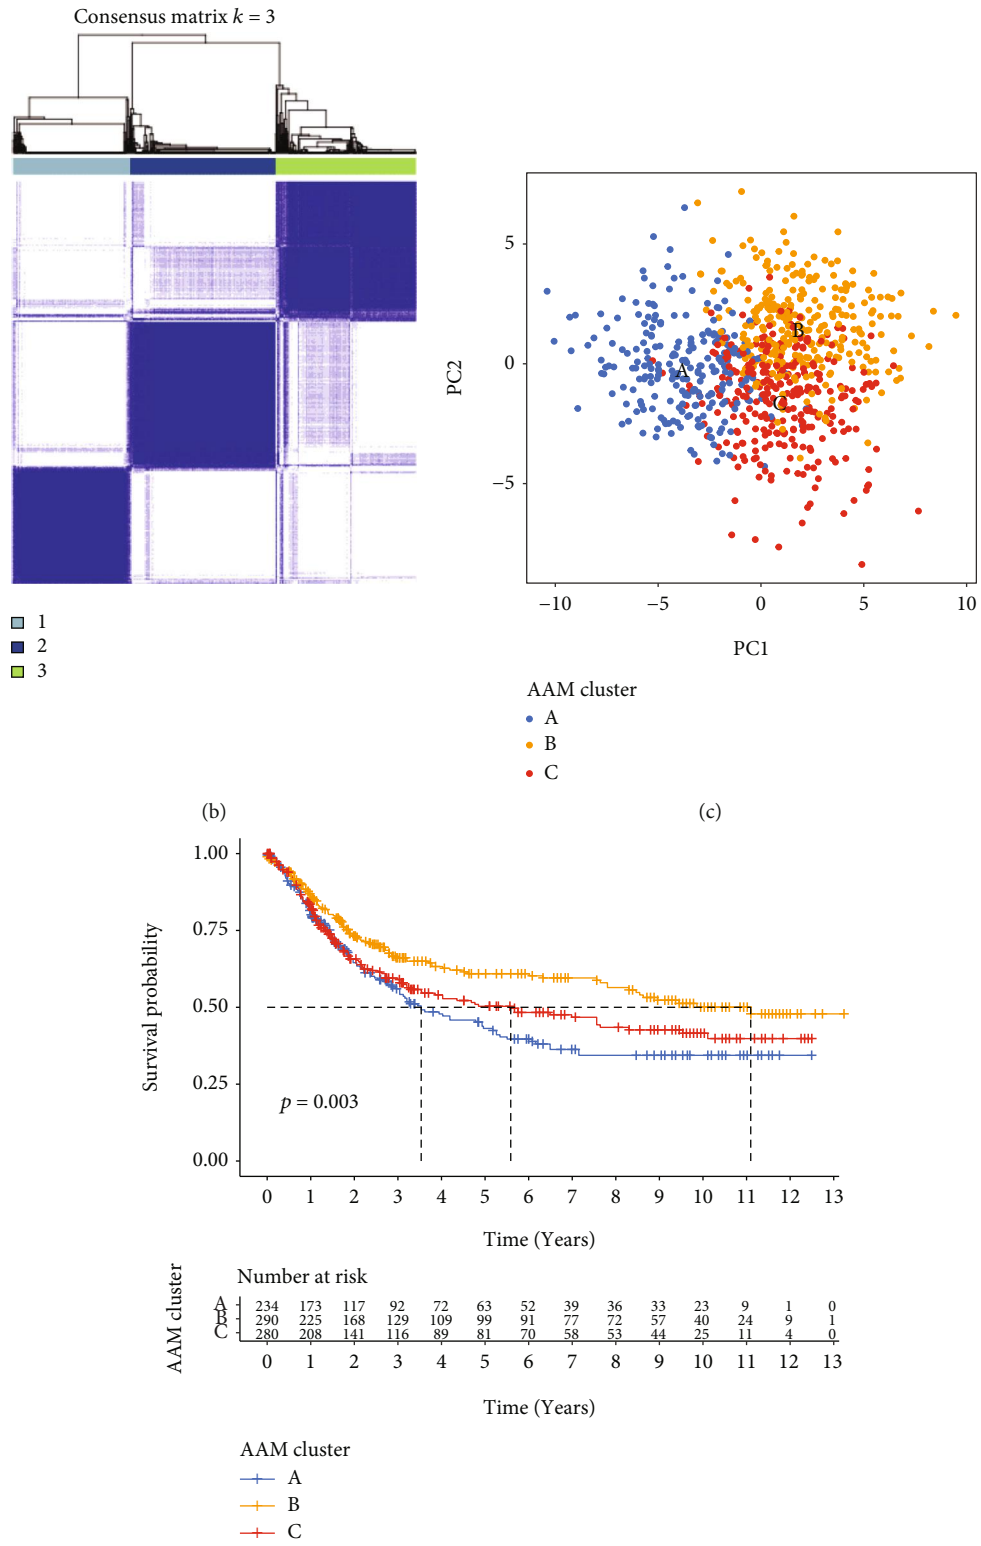 Consensus matrix k = 3
1
2
3
5
0
−5
PC2
A
B
C
−10 −5 0 5 10
PC1
AAM cluster
A
B
C
(b)
(c)
1.00
0.75
0.50
0.25
0.00
Survival probability
p = 0.003
0 1 2 3 4 5 6 7 8 9 10 11 12 13
Time (Years)
Number at risk
AAM cluster
A 234 173 117 92 72 63 52 39 36 33 23 9 1 0
B 290 225 168 129 109 99 91 77 72 57 40 24 9 1
C 280 208 141 116 89 81 70 58 53 44 25 11 4 0
0 1 2 3 4 5 6 7 8 9 10 11 12 13
Time (Years)
AAM cluster
A
B
C